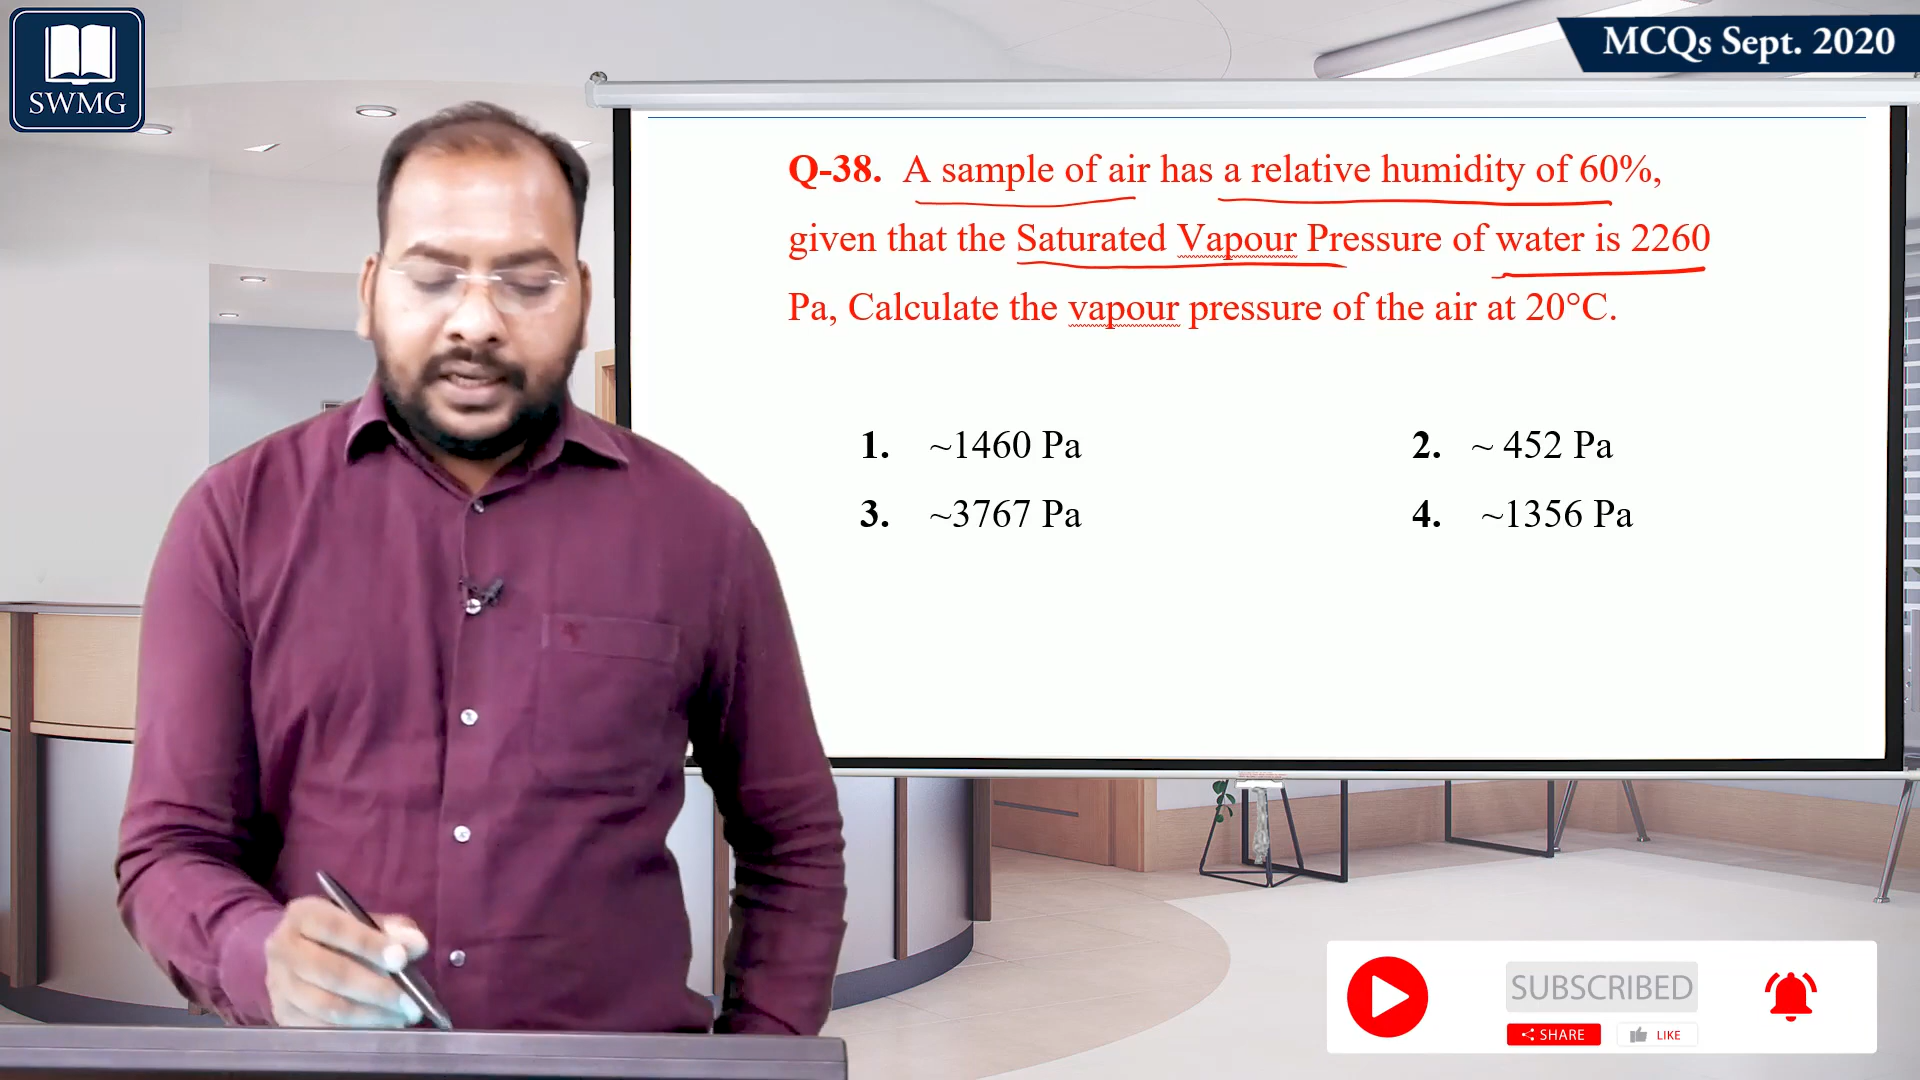 SWMG
MCQs Sept. 2020
Q-38. A sample of air has a relative humidity of 60%,
given that the Saturated Vapour Pressure of water is 2260
Pa, Calculate the vapour pressure of the air at 20°C.
1. ~1460 Pa
2. ~ 452 Pa
3. ~3767 Pa
4. ~1356 Pa
SUBSCRIBED
SHARE
LIKE